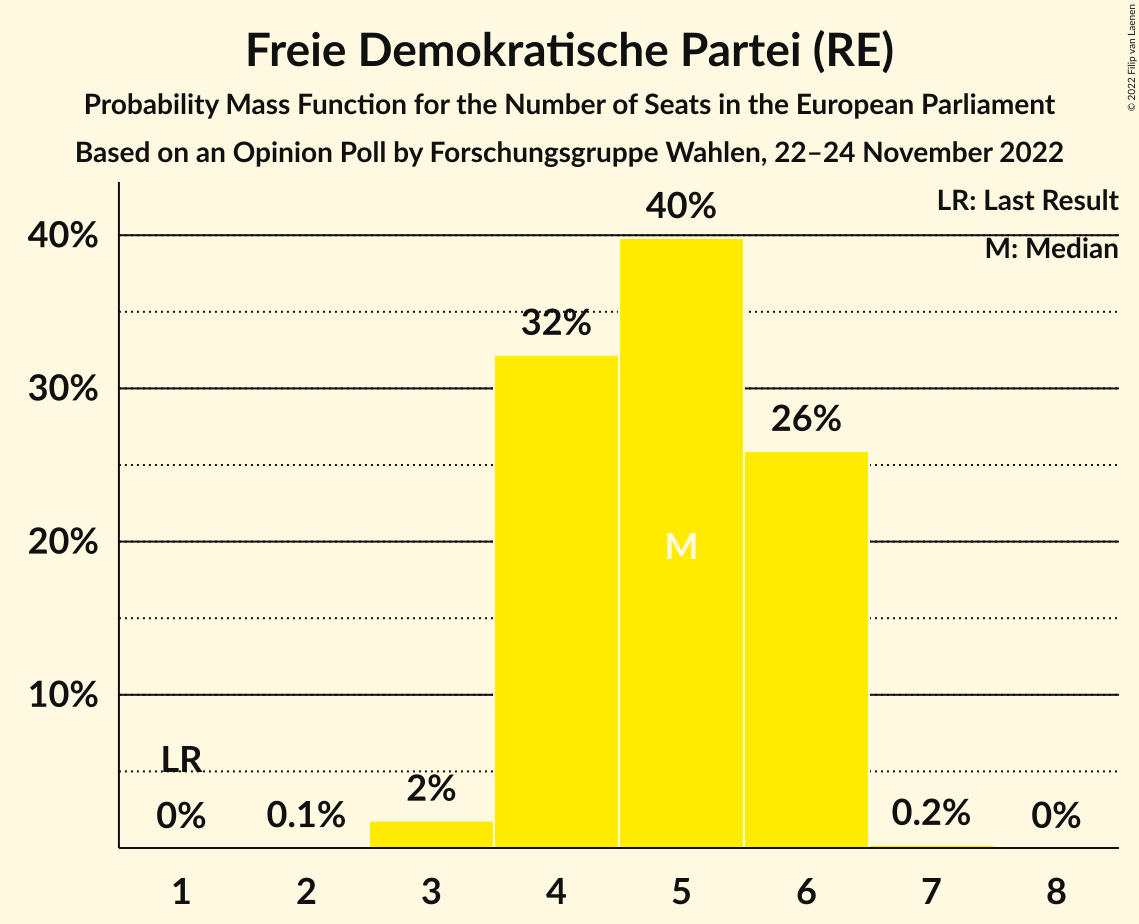 Freie Demokratische Partei (RE)
Probability Mass Function for the Number of Seats in the European Parliament
Based on an Opinion Poll by Forschungsgruppe Wahlen, 22–24 November 2022
© 2022 Filip van Laenen
LR: Last Result
M: Median
40%
30%
20%
10%
LR
0%
0.1%
2%
32%
40%
M
26%
0.2%
0%
1 2 3 4 5 6 7 8